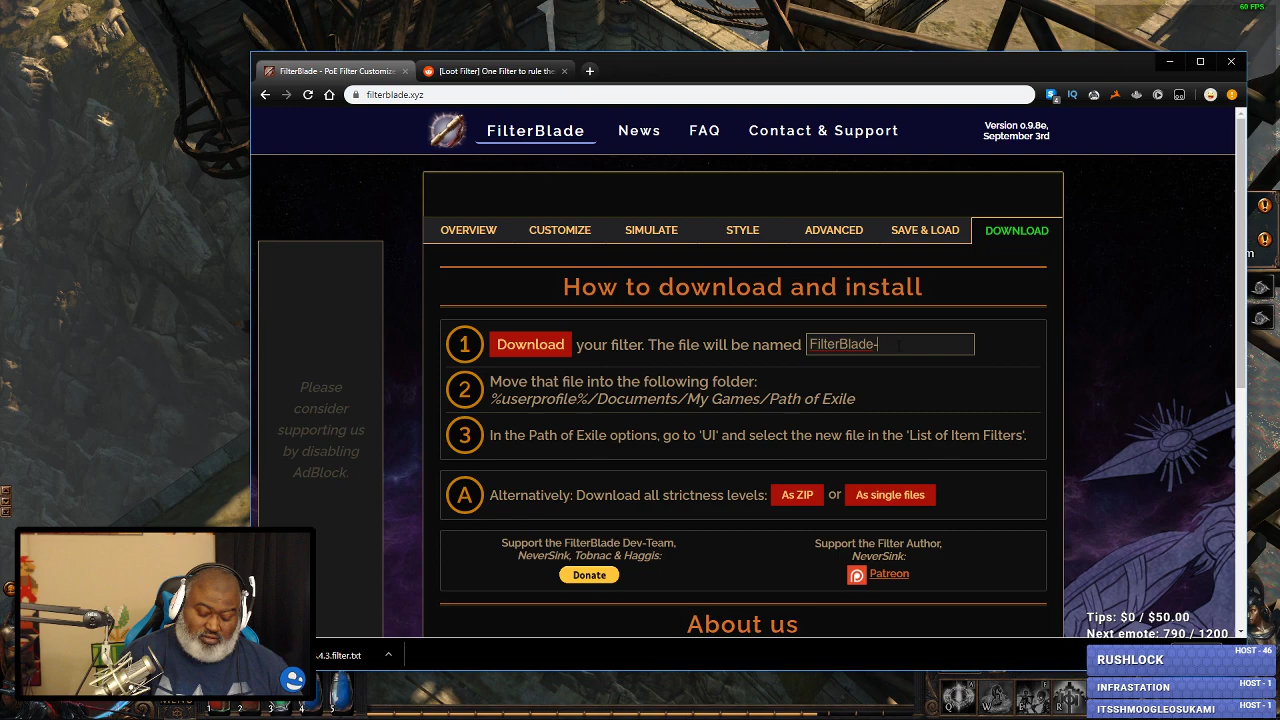 60 FPS
FilterBlade - PoE Filter Customize
[Loot Filter] One Filter to rule the
filterblade.xyz
FilterBlade
News
FAQ
Contact & Support
Version 0.9.8e,
September 3rd
OVERVIEW
CUSTOMIZE
SIMULATE
STYLE
ADVANCED
SAVE & LOAD
DOWNLOAD
How to download and install
1 Download your filter. The file will be named FilterBlade-
2 Move that file into the following folder:
%userprofile%/Documents/My Games/Path of Exile
3 In the Path of Exile options, go to 'UI' and select the new file in the 'List of Item Filters'.
A Alternatively: Download all strictness levels: As ZIP or As single files
Support the FilterBlade Dev-Team,
NeverSink, Tobnac & Haggis:
Donate
Support the Filter Author,
NeverSink:
Patreon
About us
Please
consider
supporting us
by disabling
AdBlock.
.4.3.filter.txt
Tips: $0 / $50.00
Next emote: 790 / 1200
RUSHLOCK HOST - 46
INFRASTATION HOST - 1
ITSSHMOOGLEOSUKAMI HOST - 1